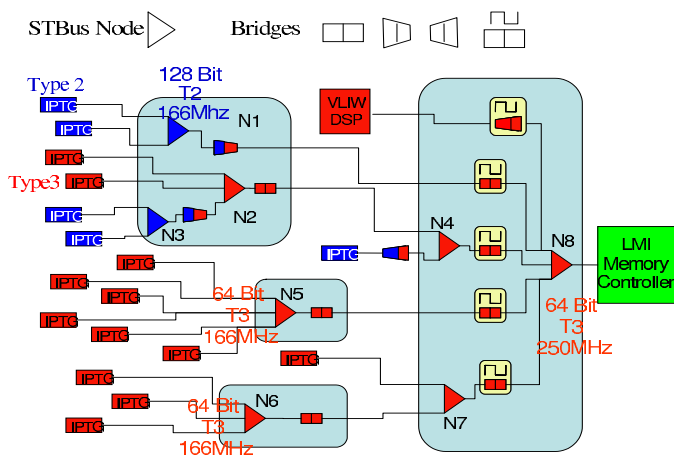 STBus Node
Bridges
Type 2
IPTG
IPTG
128 Bit
T2
166Mhz
N1
VLIW
DSP
IPTG
Type3
IPTG
N2
IPTG
N3
IPTG
IPTG
N4
N8
LMI
Memory
Controller
IPTG
IPTG
IPTG
IPTG
IPTG
IPTG
64 Bit
T3
166MHz
N5
64 Bit
T3
250MHz
IPTG
IPTG
IPTG
IPTG
64 Bit
T3
166MHz
N6
N7